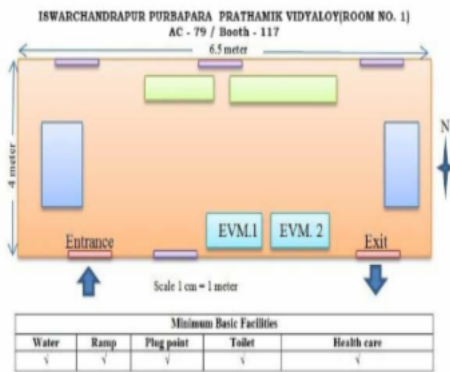 ISWARCHANDRAPUR PURBAPARA PRATHAMIK VIDYALOY(ROOM NO. 1)
AC - 79 / Booth - 117
6.5 meter
4 meter
N
EVM.1 EVM. 2
Entrance Exit
Scale 1 cm = 1 meter
Minimum Basic Facilities
Water Ramp Plug point Toilet Health care
√ √ √ √ √